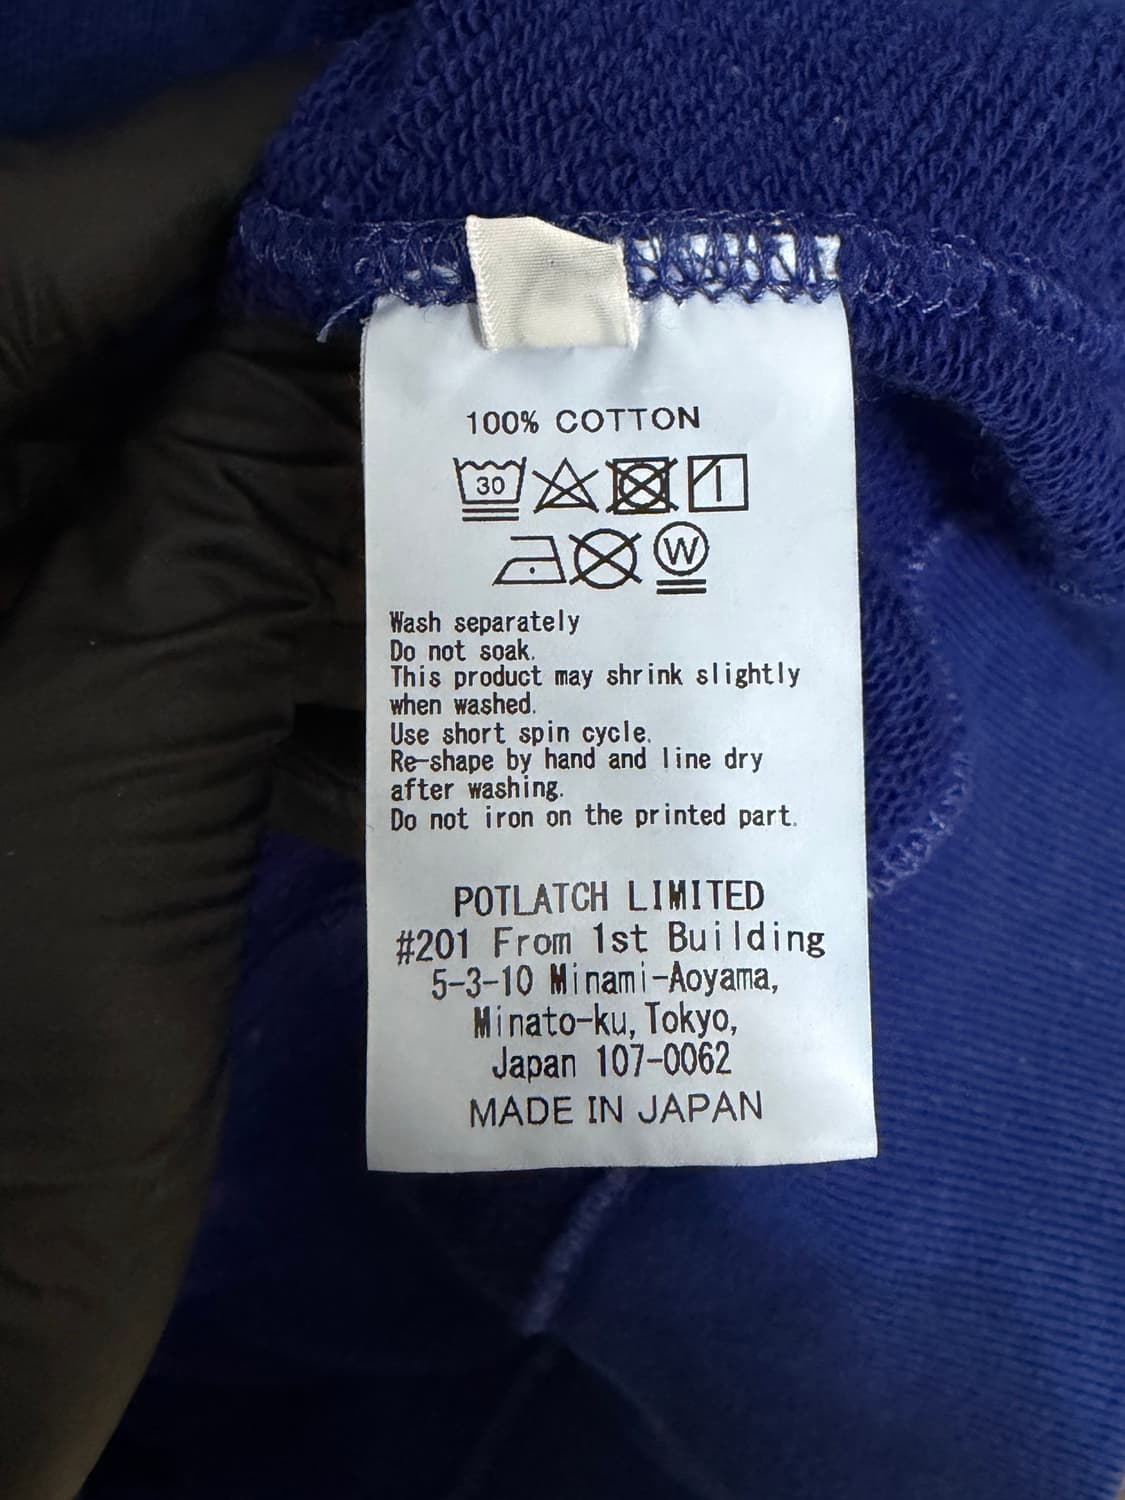 100% COTTON
30
W
Wash separately
Do not soak.
This product may shrink slightly
when washed.
Use short spin cycle.
Re-shape by hand and line dry
after washing.
Do not iron on the printed part.
POTLATCH LIMITED
#201 From 1st Building
5-3-10 Minami-Aoyama,
Minato-ku, Tokyo,
Japan 107-0062
MADE IN JAPAN